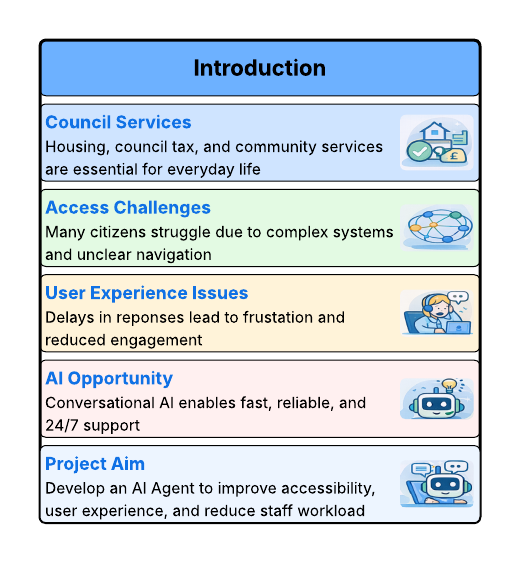 Introduction
Council Services
Housing, council tax, and community services
are essential for everyday life
£
Access Challenges
Many citizens struggle due to complex systems
and unclear navigation
User Experience Issues
Delays in reponses lead to frustation and
reduced engagement
AI Opportunity
Conversational AI enables fast, reliable, and
24/7 support
Project Aim
Develop an AI Agent to improve accessibility,
user experience, and reduce staff workload